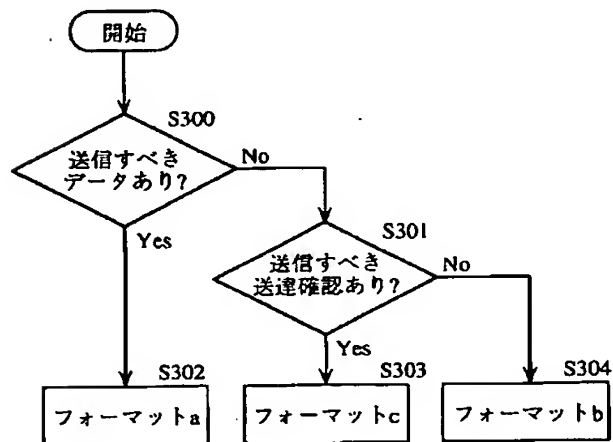 開始
S300
送信すべき
データあり?
No
Yes
S301
送信すべき
送達確認あり?
No
Yes
S302
フォーマットa
S303
フォーマットc
S304
フォーマットb